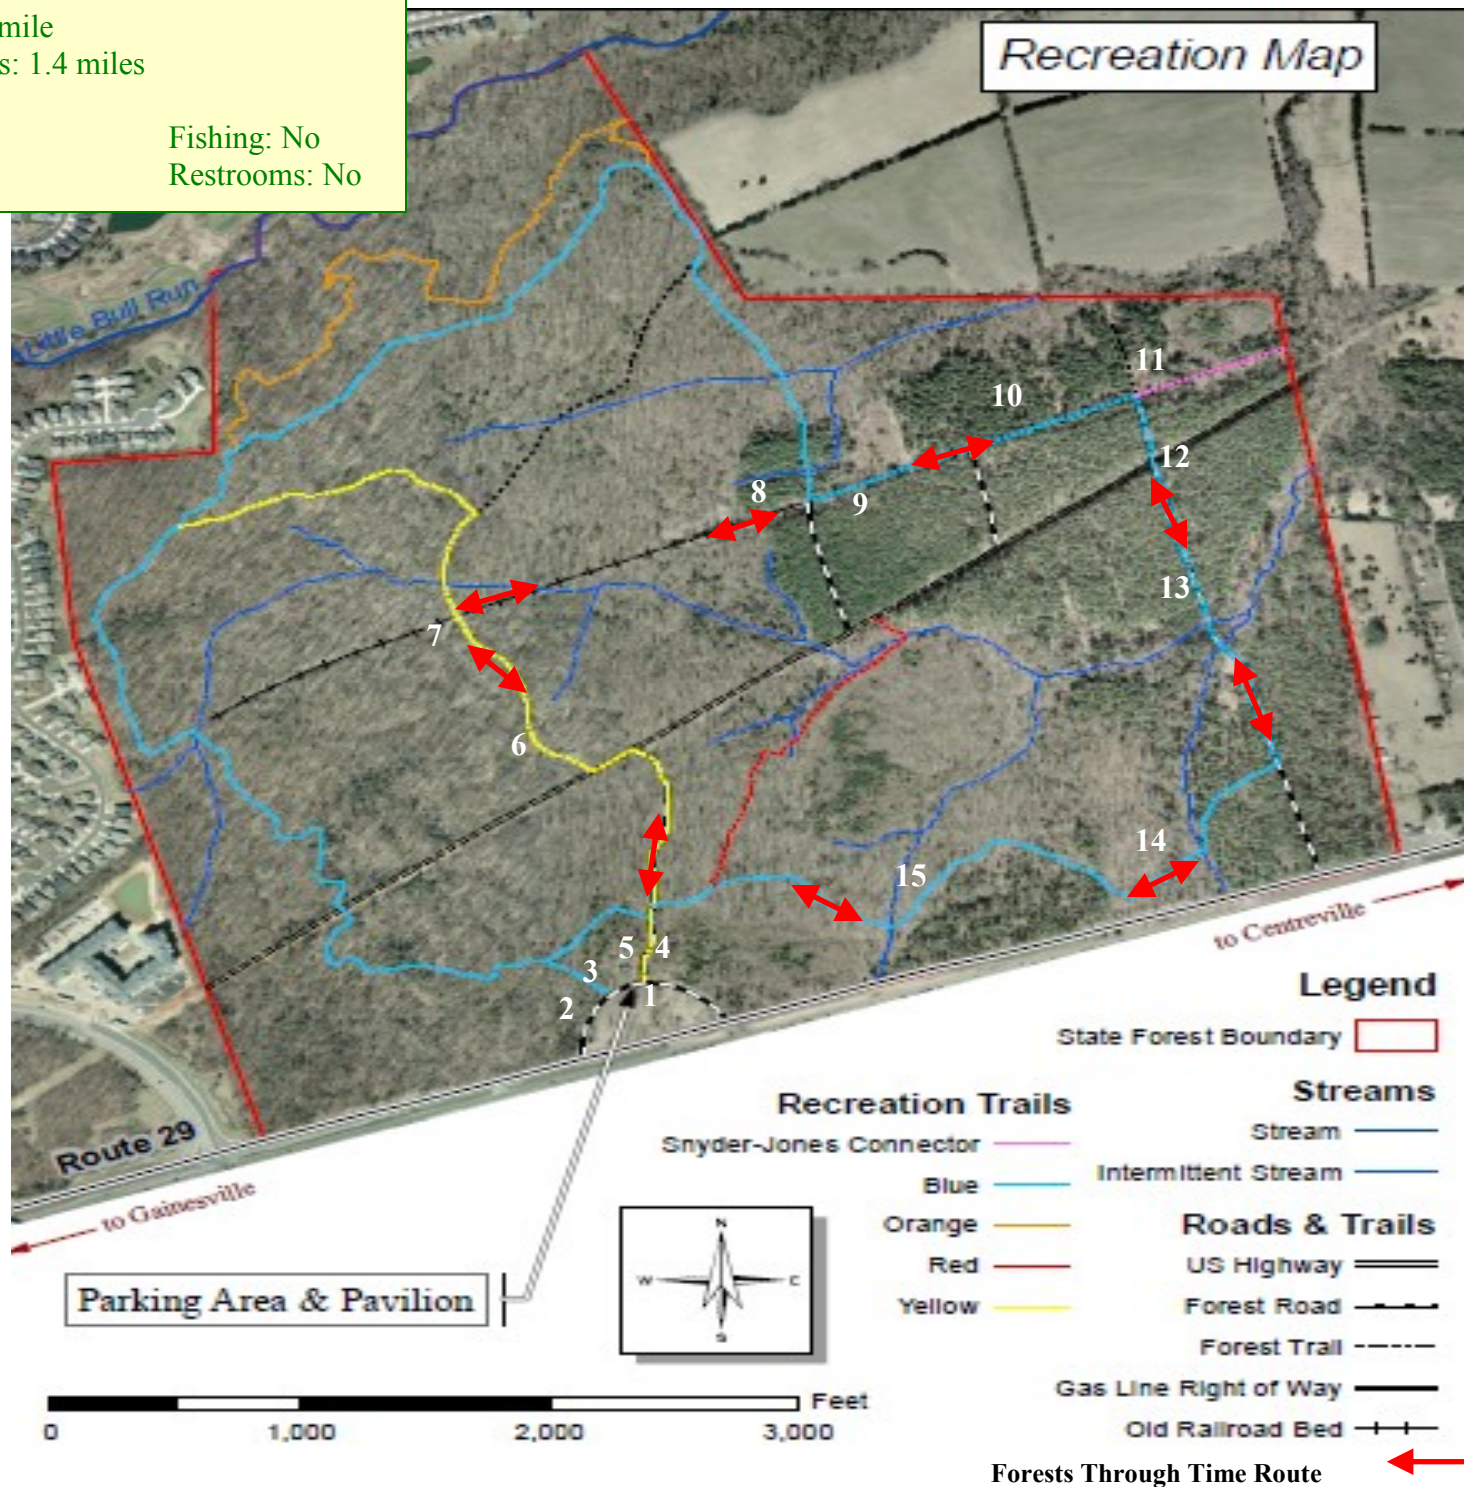 mile
s: 1.4 miles
Fishing: No
Restrooms: No
Recreation Map
Little Bull Run
11
10
12
8
9
13
7
6
14
15
5 4
3
2
1
to Centreville
Route 29
to Gainesville
Parking Area & Pavilion
N
W E
S
Legend
State Forest Boundary
Recreation Trails
Snyder-Jones Connector
Blue
Orange
Red
Yellow
Streams
Stream
Intermittent Stream
Roads & Trails
US Highway
Forest Road
Forest Trail
Gas Line Right of Way
Old Railroad Bed
Forests Through Time Route
Feet
0 1,000 2,000 3,000